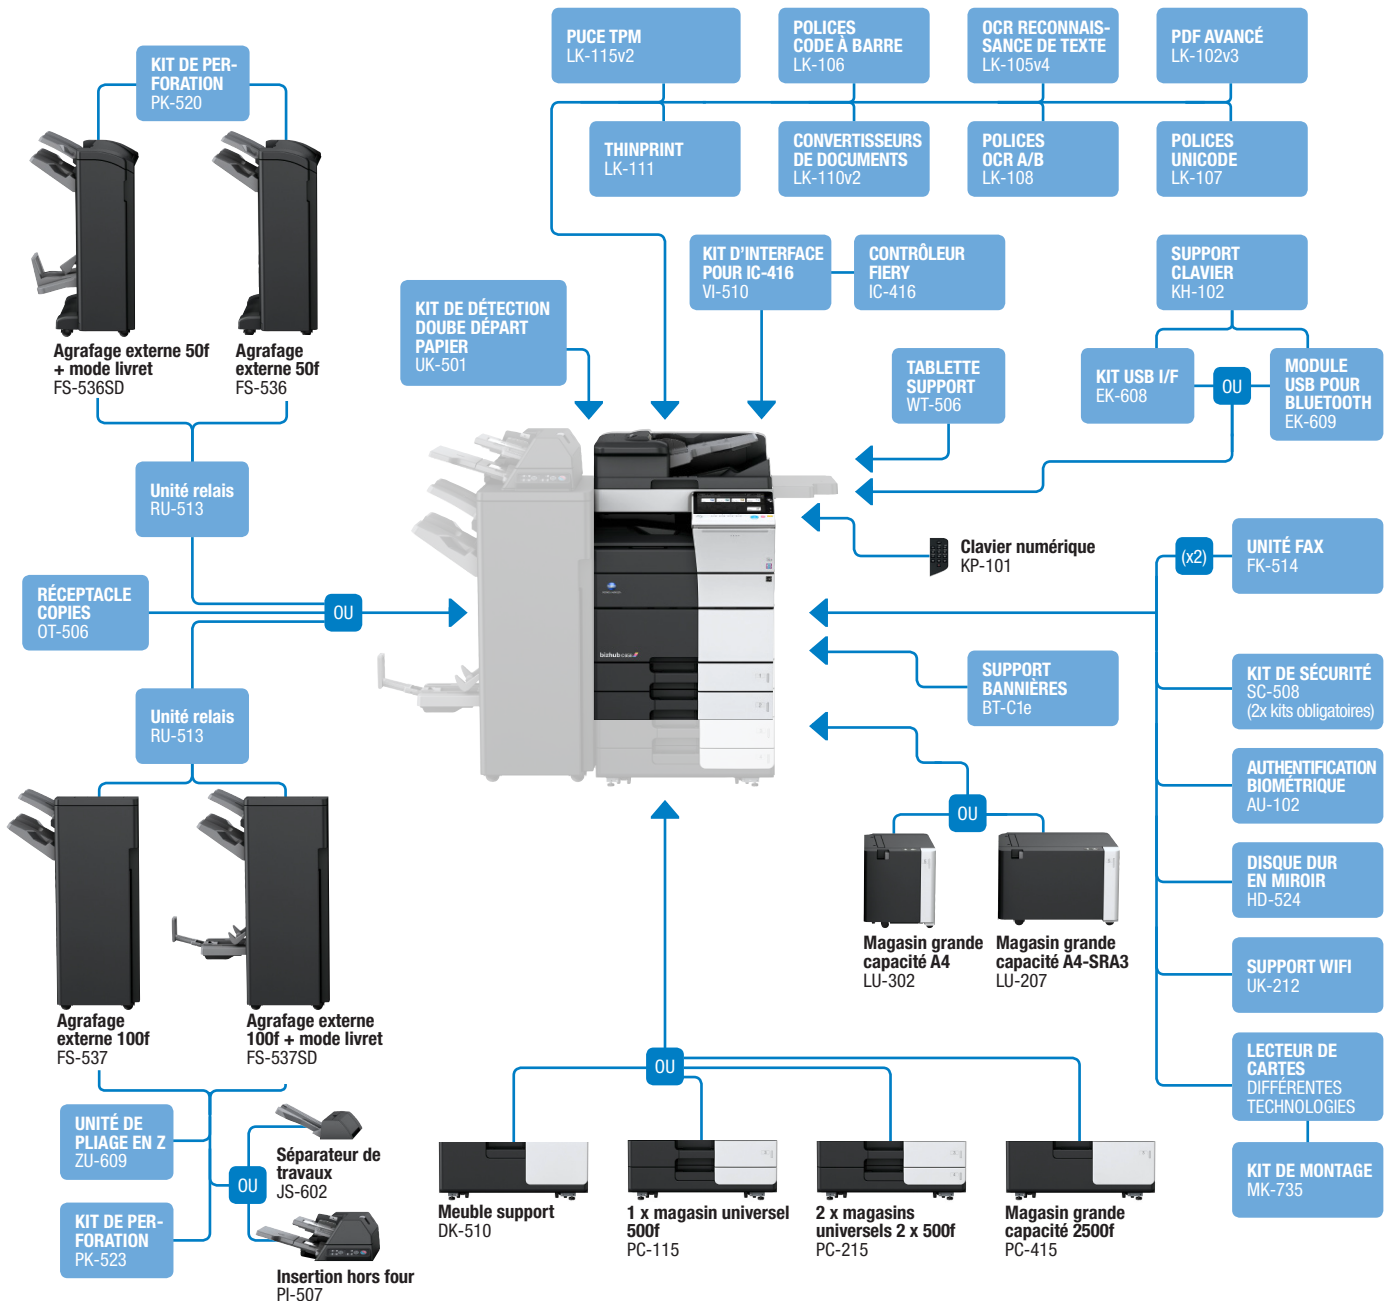 KIT DE PER-
FORATION
PK-520
PUCE TPM
LK-115v2
POLICES
CODE À BARRE
LK-106
OCR RECONNAIS-
SANCE DE TEXTE
LK-105v4
PDF AVANCÉ
LK-102v3
THINPRINT
LK-111
CONVERTISSEURS
DE DOCUMENTS
LK-110v2
POLICES
OCR A/B
LK-108
POLICES
UNICODE
LK-107
Agrafage externe 50f
+ mode livret
FS-536SD
Agrafage
externe 50f
FS-536
KIT DE DÉTECTION
DOUBE DÉPART
PAPIER
UK-501
KIT D'INTERFACE
POUR IC-416
VI-510
CONTRÔLEUR
FIERY
IC-416
SUPPORT
CLAVIER
KH-102
TABLETTE
SUPPORT
WT-506
KIT USB I/F
EK-608
OU
MODULE
USB POUR
BLUETOOTH
EK-609
Unité relais
RU-513
Clavier numérique
KP-101
(x2)
UNITÉ FAX
FK-514
RÉCEPTACLE
COPIES
OT-506
OU
bizhub
SUPPORT
BANNIÈRES
BT-C1e
KIT DE SÉCURITÉ
SC-508
(2x kits obligatoires)
Unité relais
RU-513
AUTHENTIFICATION
BIOMÉTRIQUE
AU-102
OU
DISQUE DUR
EN MIROIR
HD-524
Magasin grande
capacité A4
LU-302
Magasin grande
capacité A4-SRA3
LU-207
SUPPORT WIFI
UK-212
Agrafage
externe 100f
FS-537
Agrafage externe
100f + mode livret
FS-537SD
LECTEUR DE
CARTES
DIFFÉRENTES
TECHNOLOGIES
OU
UNITÉ DE
PLIAGE EN Z
ZU-609
Séparateur de
travaux
JS-602
OU
KIT DE PER-
FORATION
PK-523
Insertion hors four
PI-507
Meuble support
DK-510
1 x magasin universel
500f
PC-115
2 x magasins
universels 2 x 500f
PC-215
Magasin grande
capacité 2500f
PC-415
KIT DE MONTAGE
MK-735